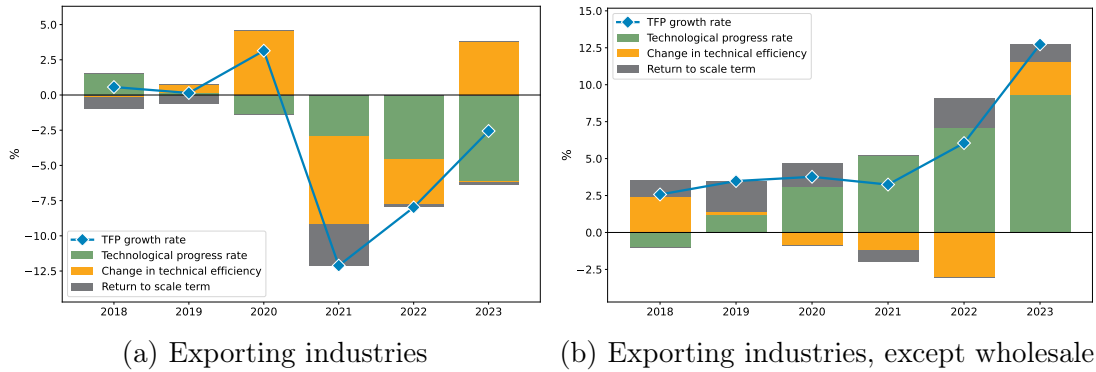 5.0
2.5
0.0
−2.5
−5.0
−7.5
−10.0
−12.5
%
TFP growth rate
Technological progress rate
Change in technical efficiency
Return to scale term
2018 2019 2020 2021 2022 2023
(a) Exporting industries
15.0
12.5
10.0
7.5
5.0
2.5
0.0
−2.5
%
TFP growth rate
Technological progress rate
Change in technical efficiency
Return to scale term
2018 2019 2020 2021 2022 2023
(b) Exporting industries, except wholesale